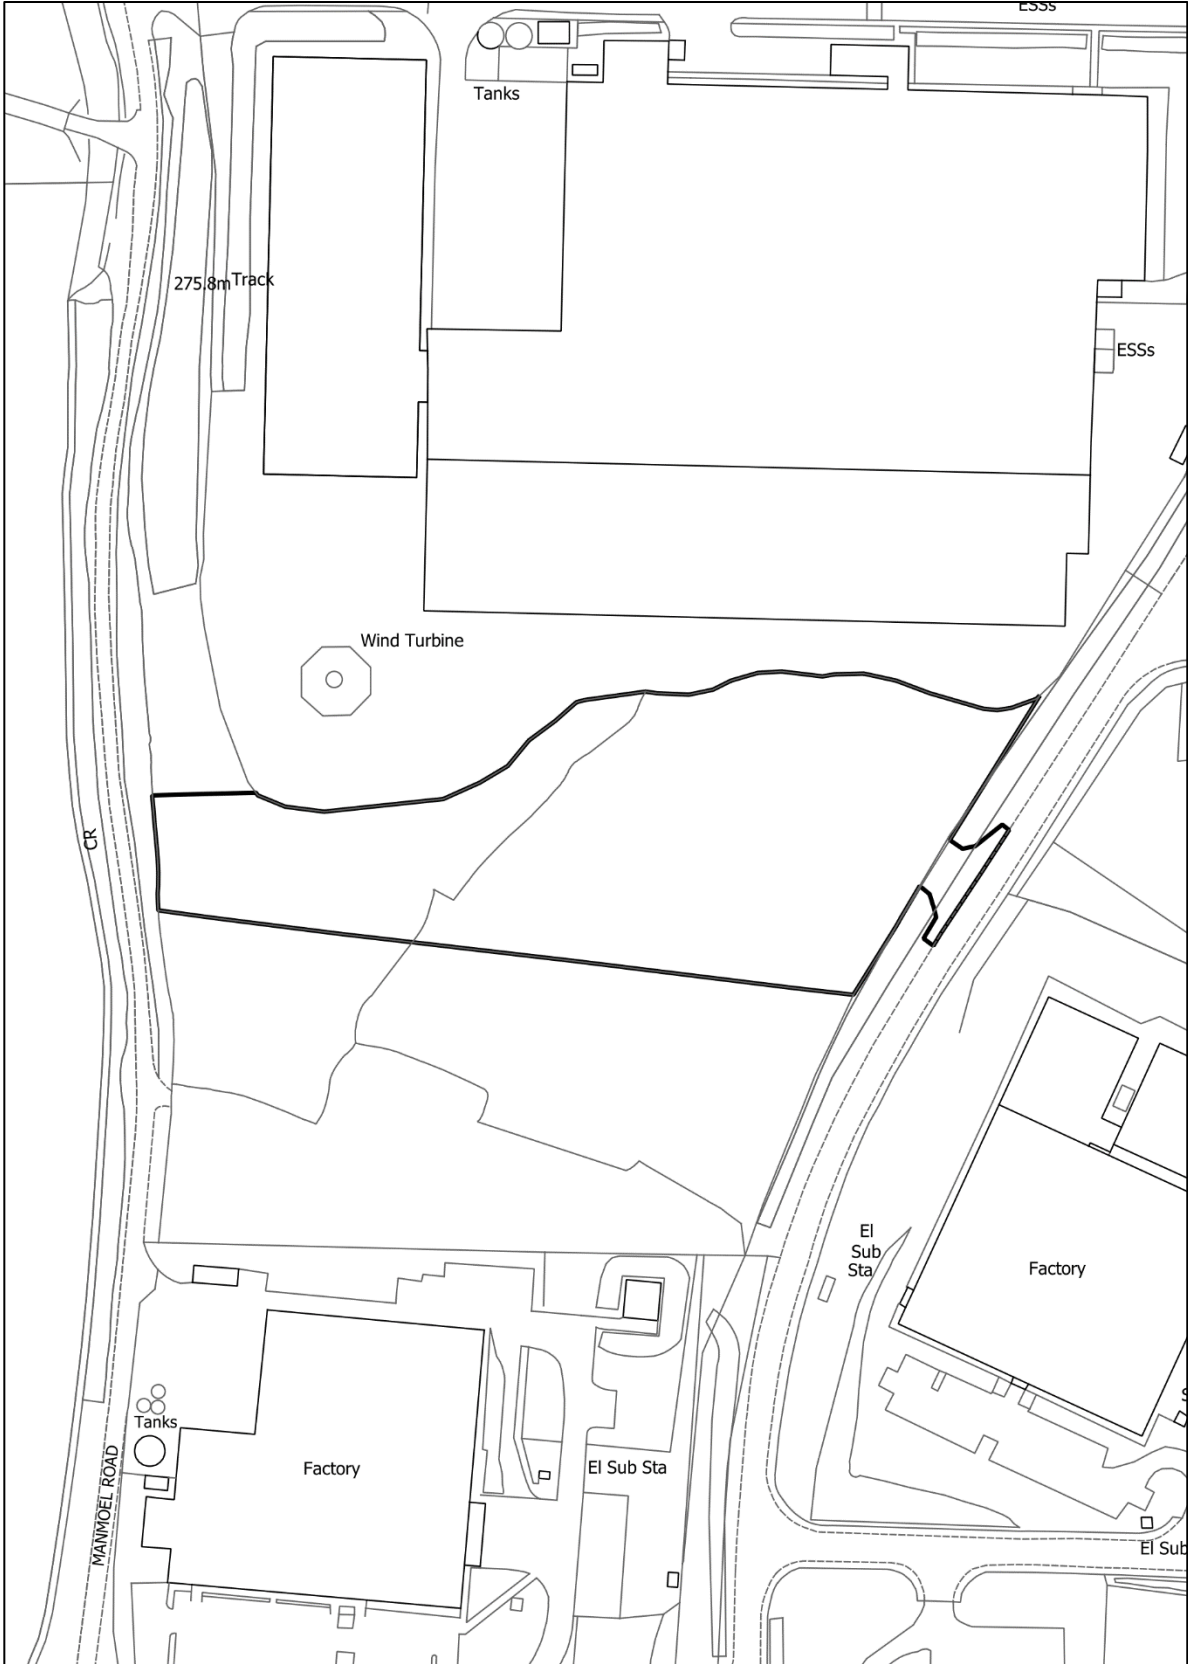 ESSs
Tanks
275.8m
Track
ESSs
Wind Turbine
CR
El
Sub
Sta
Factory
Tanks
MANMOEL ROAD
Factory
El Sub Sta
El Sub